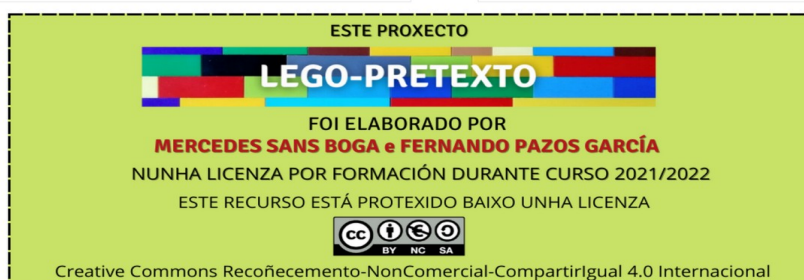 ESTE PROXECTO
LEGO-PRETEXTO
FOI ELABORADO POR
MERCEDES SANS BOGA e FERNANDO PAZOS GARCÍA
NUNHA LICENZA POR FORMACIÓN DURANTE CURSO 2021/2022
ESTE RECURSO ESTÁ PROTEXIDO BAIXO UNHA LICENZA
cc BY NC SA
Creative Commons Recoñecemento-NonComercial-CompartirIgual 4.0 Internacional